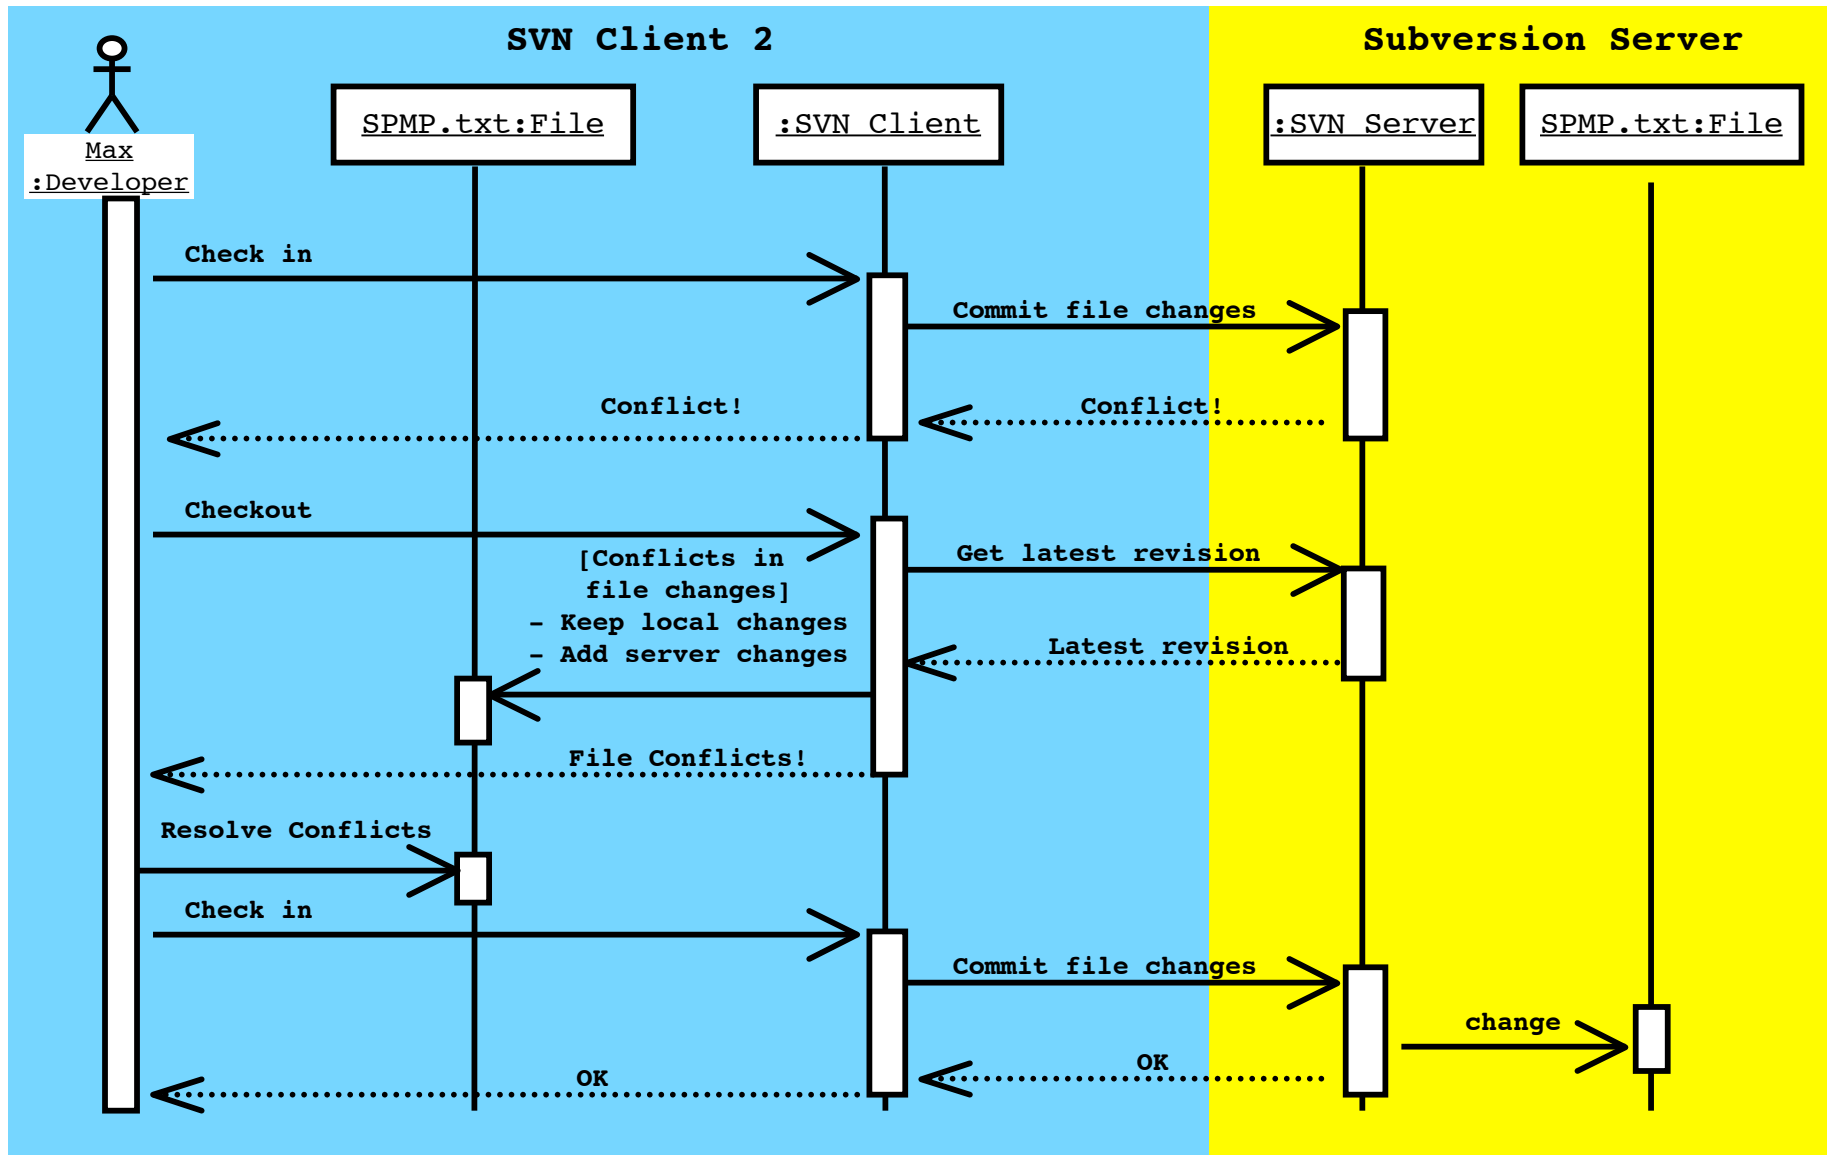 SVN Client 2
Subversion Server
Max
:Developer
SPMP.txt:File
:SVN Client
:SVN Server
SPMP.txt:File
Check in
Commit file changes
Conflict!
Conflict!
Checkout
[Conflicts in
file changes]
- Keep local changes
- Add server changes
Get latest revision
Latest revision
File Conflicts!
Resolve Conflicts
Check in
Commit file changes
change
OK
OK